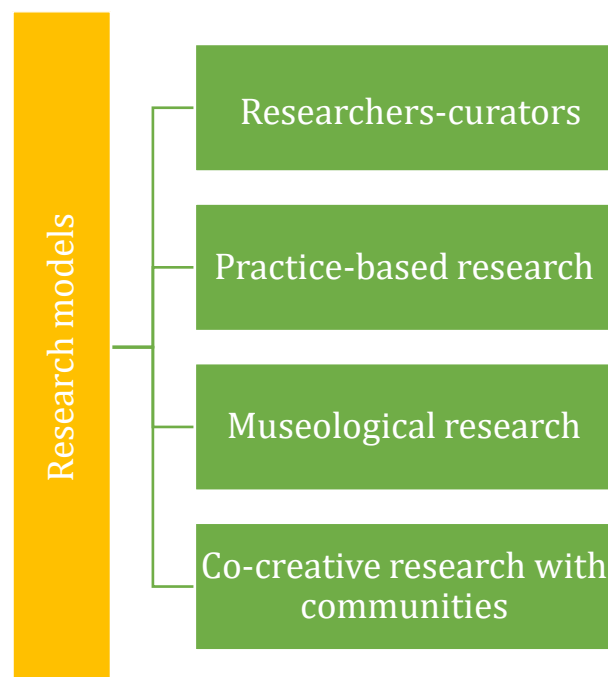 Research models
Researchers-curators
Practice-based research
Museological research
Co-creative research with
communities